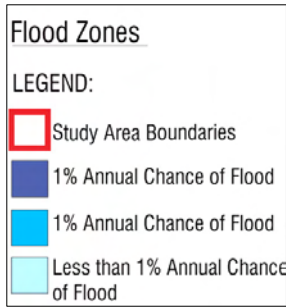 Flood Zones
LEGEND:
Study Area Boundaries
1% Annual Chance of Flood
1% Annual Chance of Flood
Less than 1% Annual Chance
of Flood